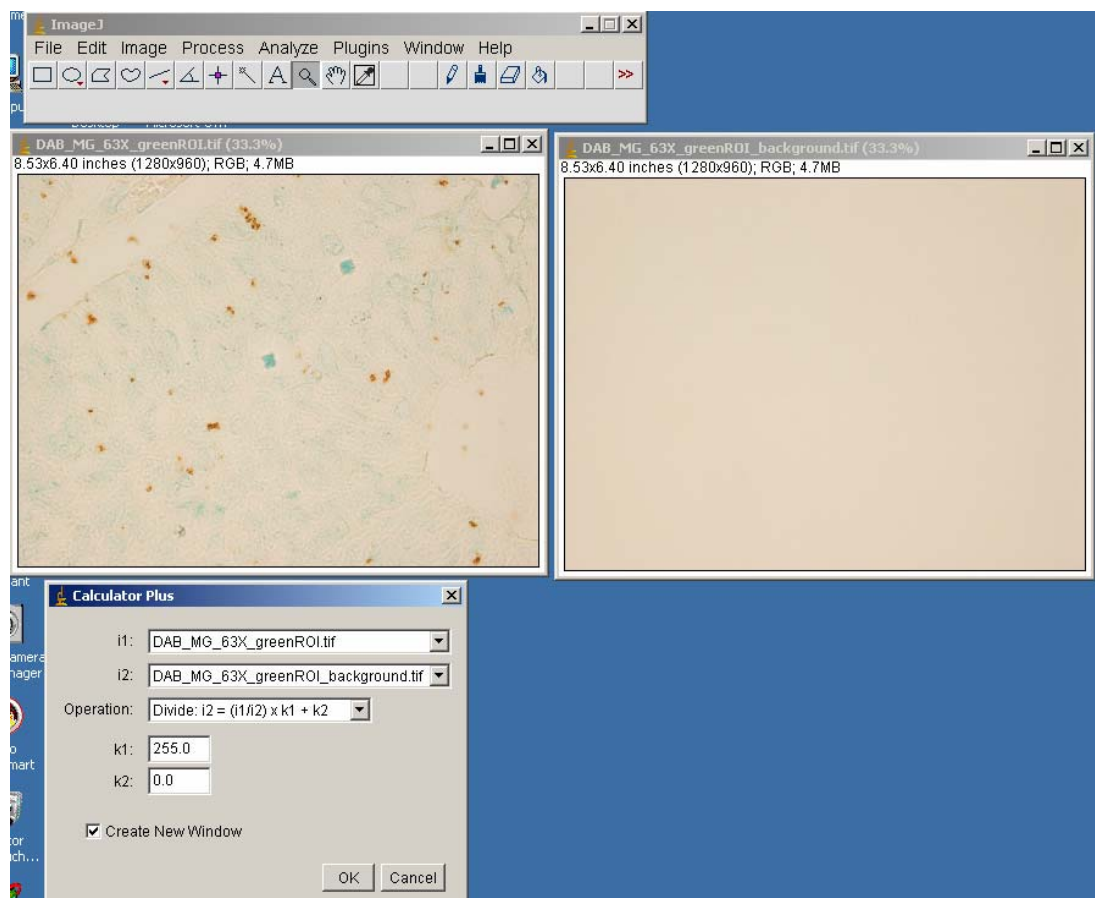 ImageJ
File Edit Image Process Analyze Plugins Window Help
A >>
DAB_MG_63X_greenROI.tif (33.3%)
8.53x6.40 inches (1280x960); RGB; 4.7MB
DAB_MG_63X_greenROI_background.tif (33.3%)
8.53x6.40 inches (1280x960); RGB; 4.7MB
Calculator Plus
i1: DAB_MG_63X_greenROI.tif
i2: DAB_MG_63X_greenROI_background.tif
Operation: Divide: i2 = (i1/i2) x k1 + k2
k1: 255.0
k2: 0.0
Create New Window
OK Cancel